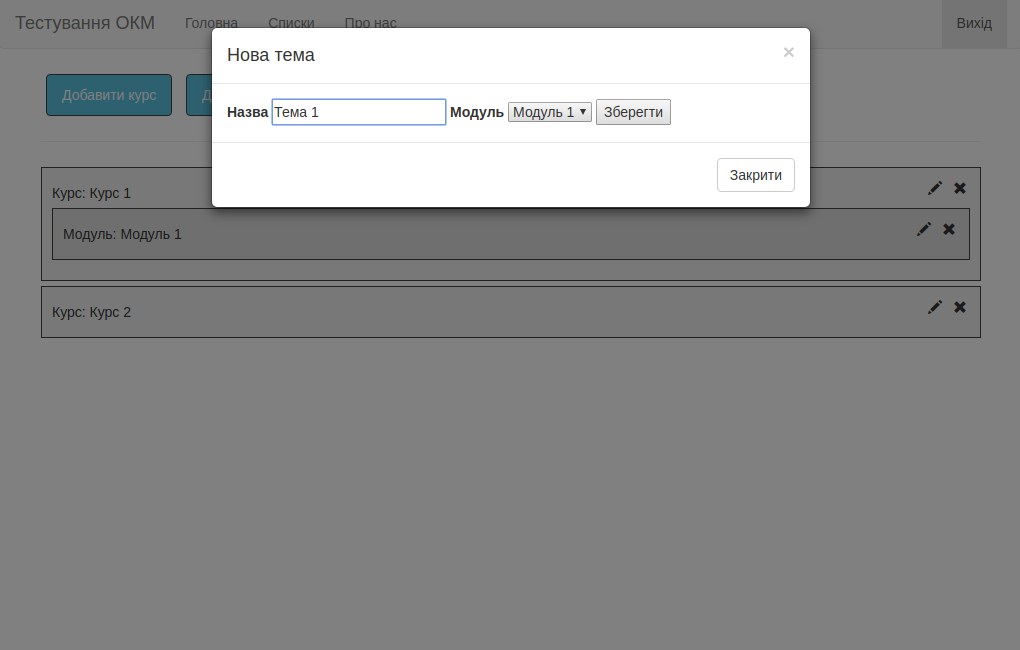 Тестування ОКМ Головна Списки Про нас Вихід
Нова тема ×
Назва Тема 1 Модуль Модуль 1 Зберегти
Закрити
Добавити курс
Курс: Курс 1
Модуль: Модуль 1
Курс: Курс 2